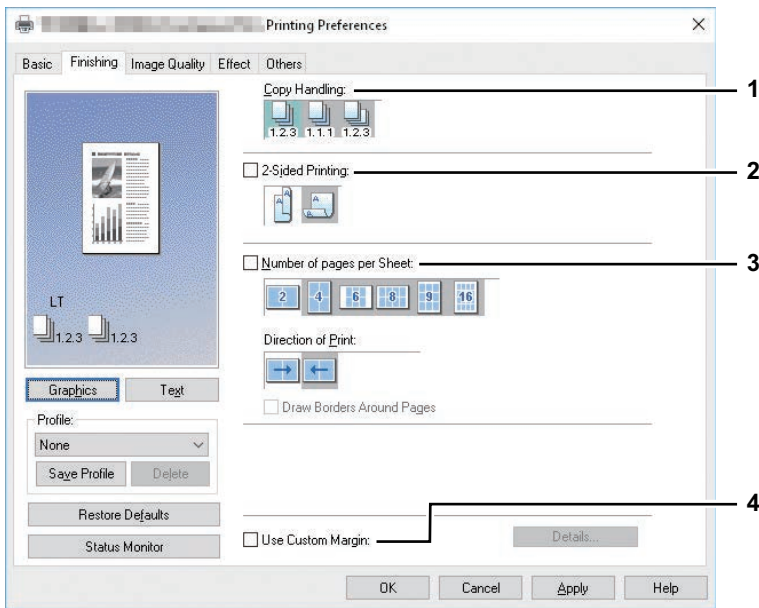 Printing Preferences
Basic Finishing Image Quality Effect Others
Copy Handling: 1
1.2.3 1.1.1 1.2.3
2-Sided Printing: 2
A A A A
Number of pages per Sheet: 3
2 4 6 8 9 16
LT
1.2.3 1.2.3
Direction of Print:
Graphics Text
Draw Borders Around Pages
Profile:
None
Save Profile Delete
Restore Defaults
Use Custom Margin: 4
Details...
Status Monitor
OK Cancel Apply Help